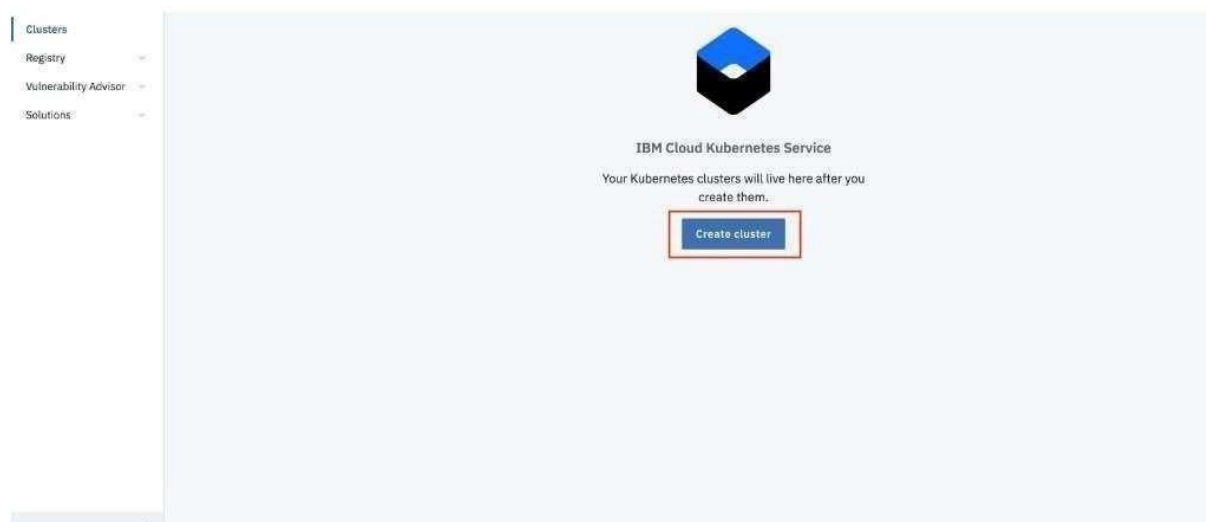 Clusters
Registry
Vulnerability Advisor
Solutions
IBM Cloud Kubernetes Service
Your Kubernetes clusters will live here after you
create them.
Create cluster